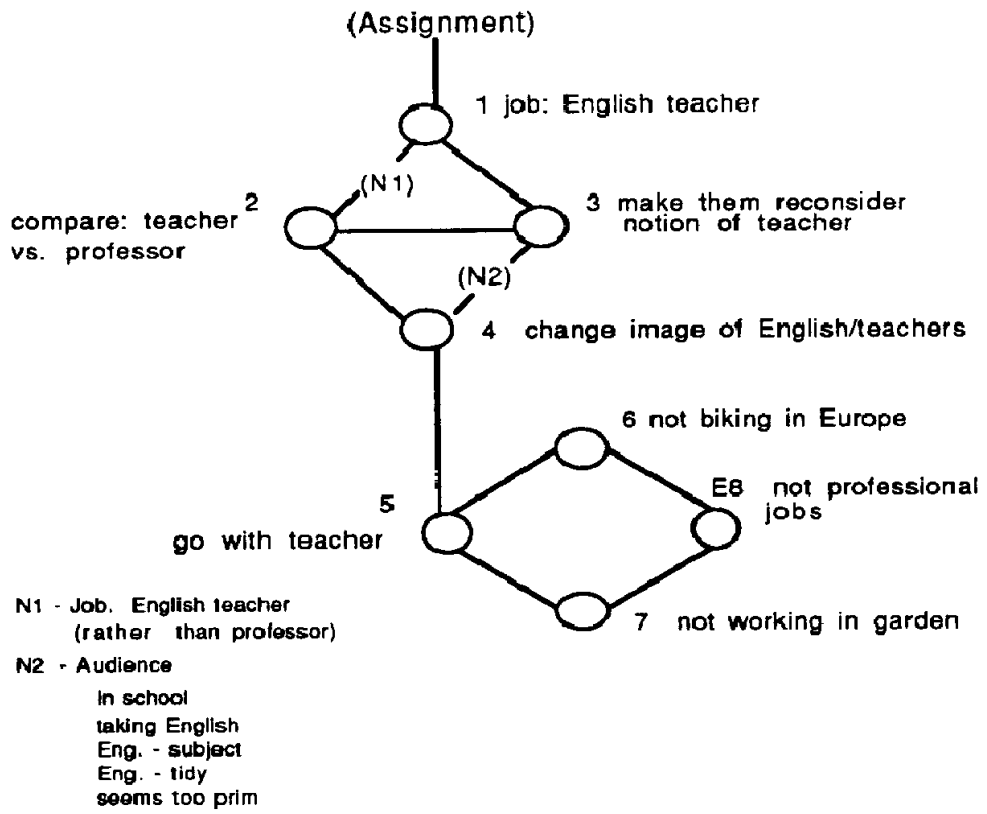 (Assignment)
1 job: English teacher
(N1)
2
compare: teacher
vs. professor
3 make them reconsider
notion of teacher
(N2)
4 change image of English/teachers
6 not biking in Europe
E8 not professional
jobs
5
go with teacher
7 not working in garden
N1 - Job. English teacher
(rather than professor)
N2 - Audience
In school
taking English
Eng. - subject
Eng. - tidy
seems too prim